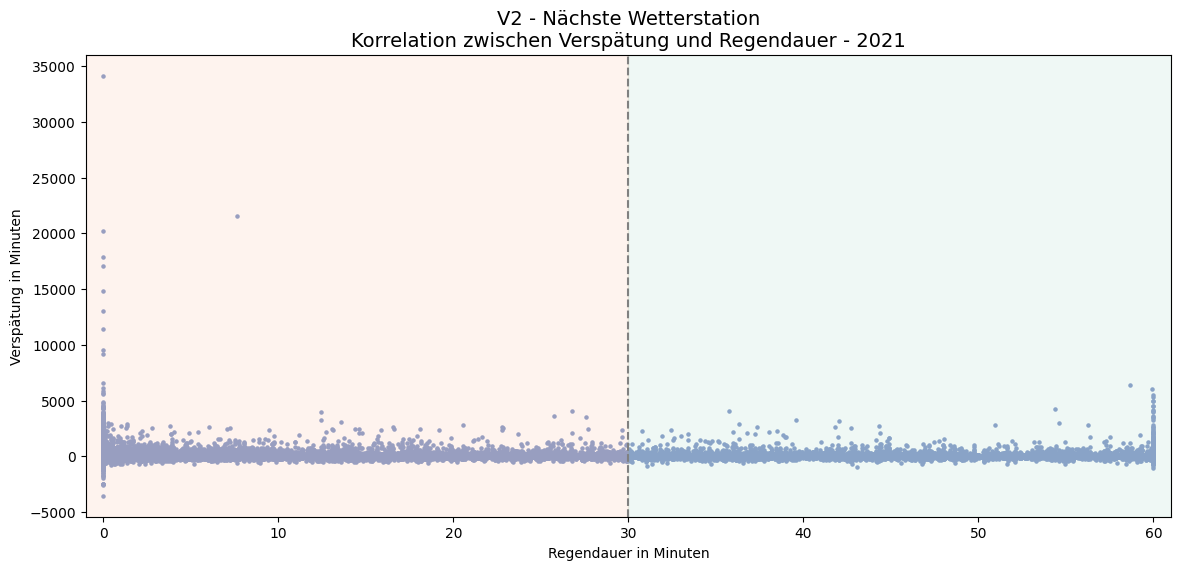 V2 - Nächste Wetterstation
Korrelation zwischen Verspätung und Regendauer - 2021
35000
30000
25000
20000
15000
10000
5000
0
−5000
Verspätung in Minuten
0 10 20 30 40 50 60
Regendauer in Minuten